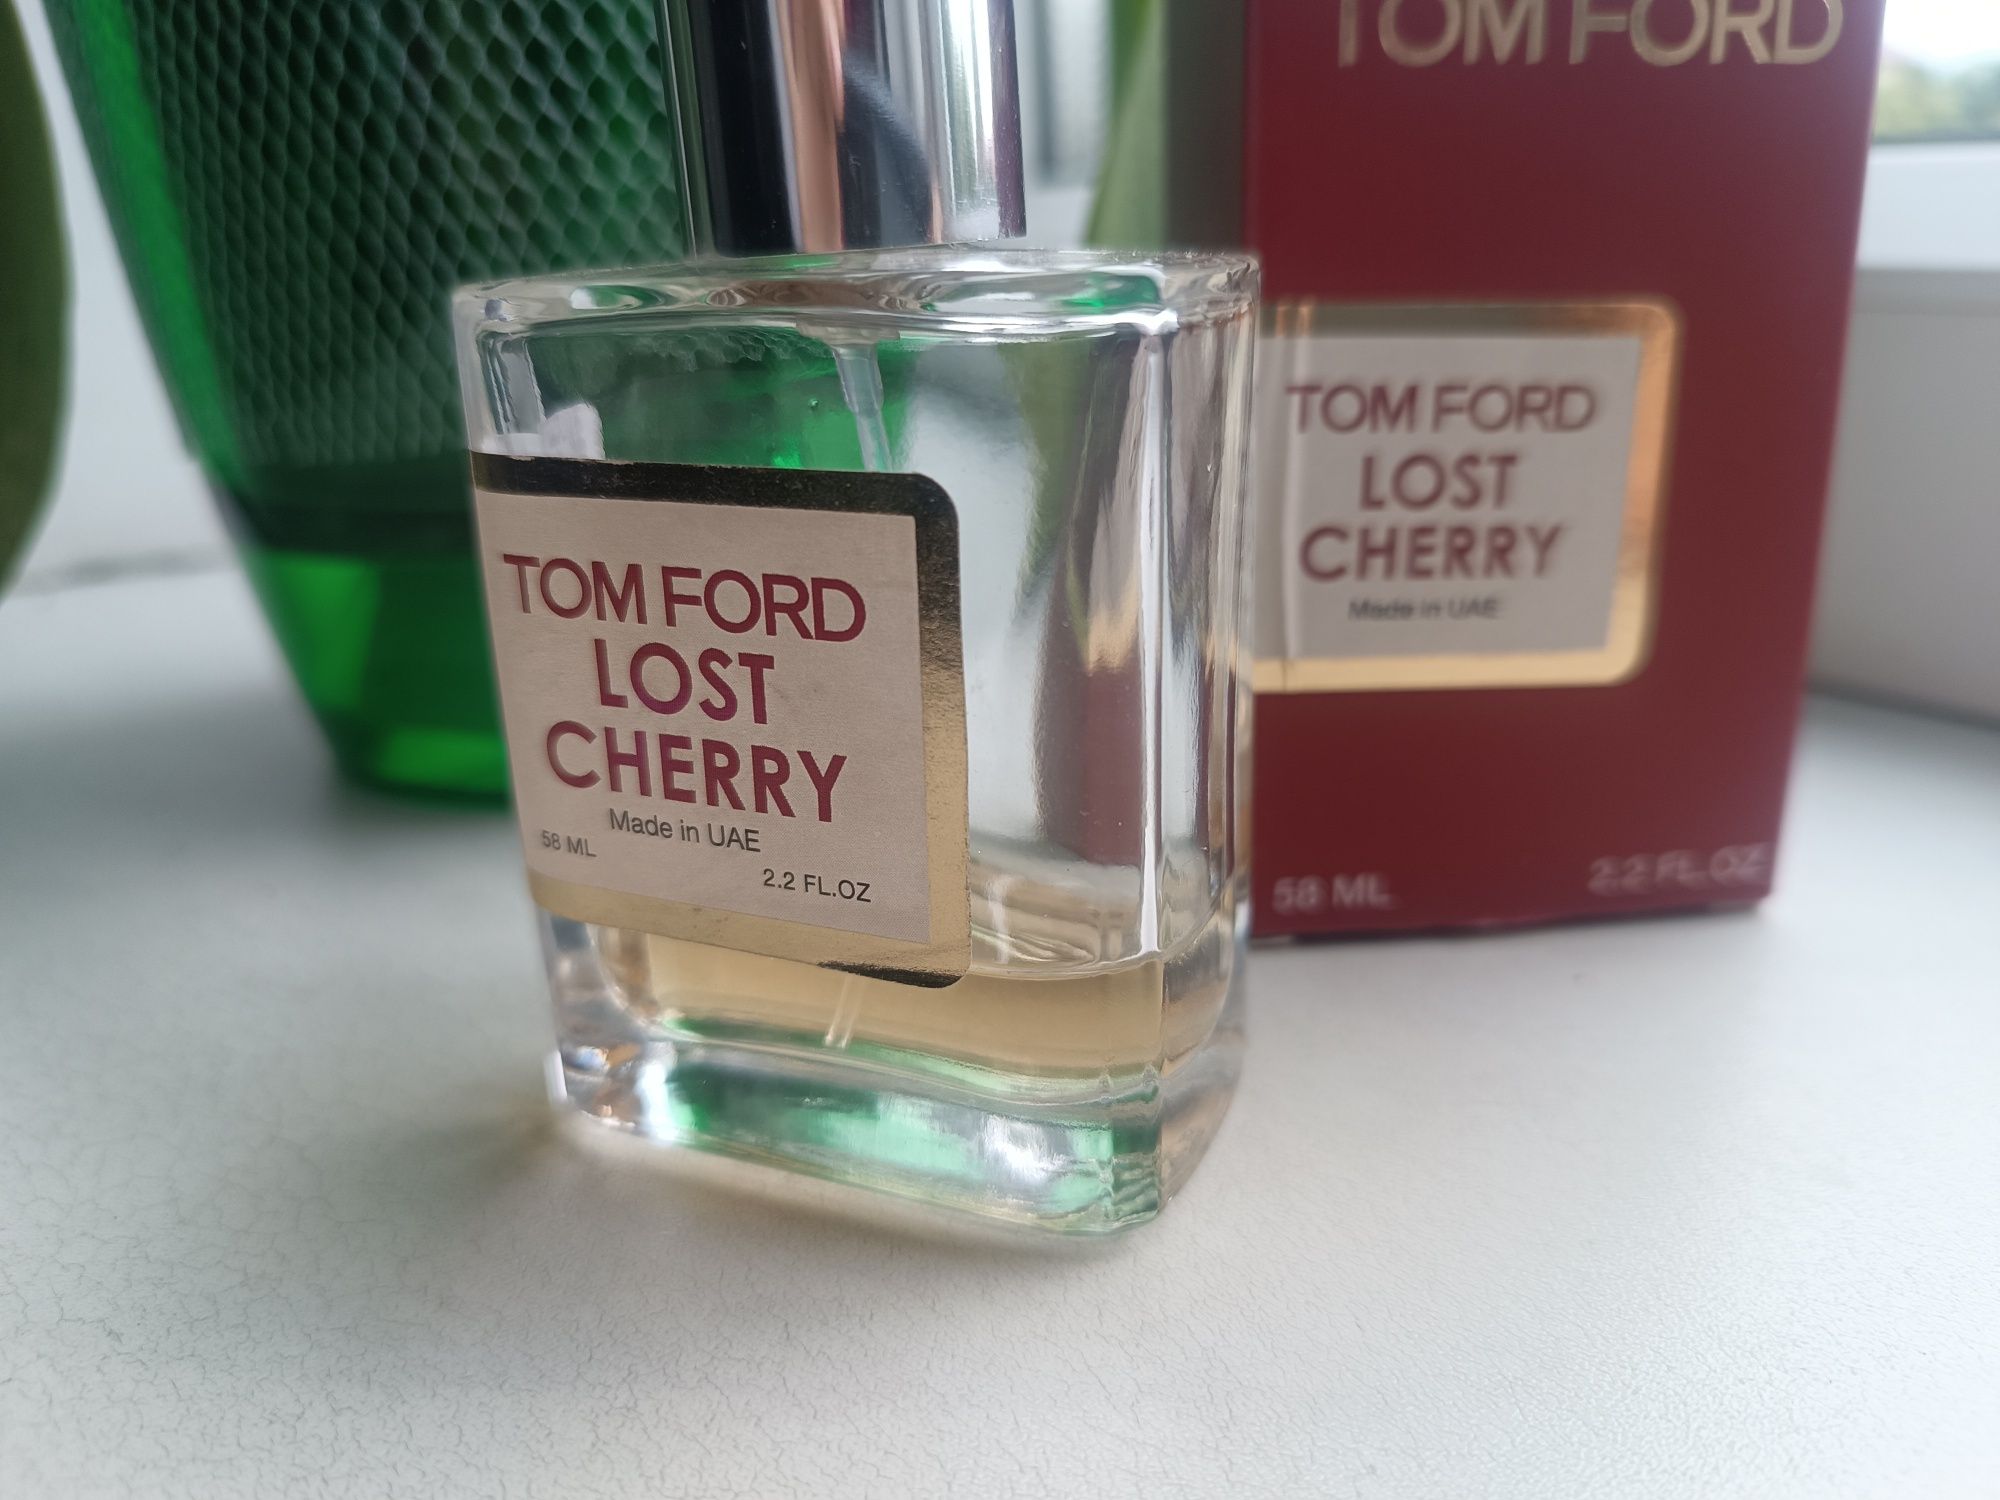 TOM FORD
TOM FORD
LOST
CHERRY
Made in UAE
58 ML
2.2 FL.OZ
TOM FORD
LOST
CHERRY
Made in UAE
58 ML
2.2 FL.OZ